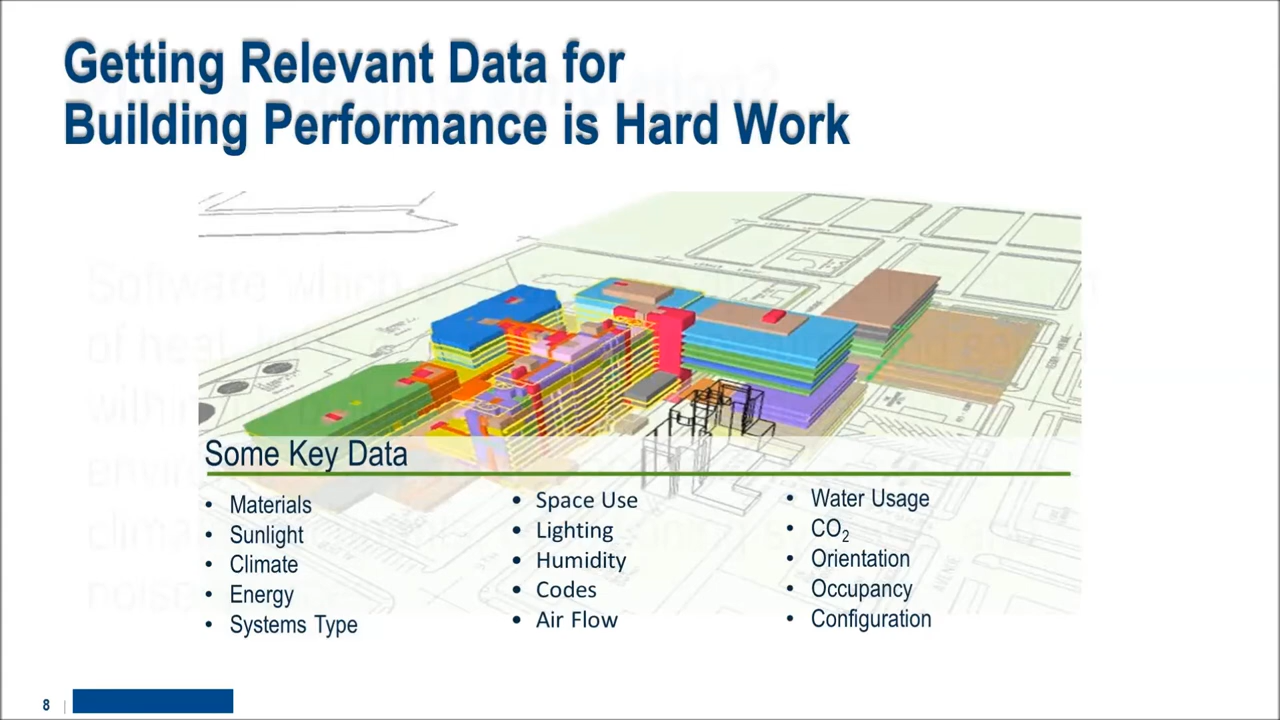 Getting Relevant Data for
Building Performance is Hard Work
Some Key Data
• Materials
• Sunlight
• Climate
• Energy
• Systems Type
• Space Use
• Lighting
• Humidity
• Codes
• Air Flow
• Water Usage
• CO₂
• Orientation
• Occupancy
• Configuration
8